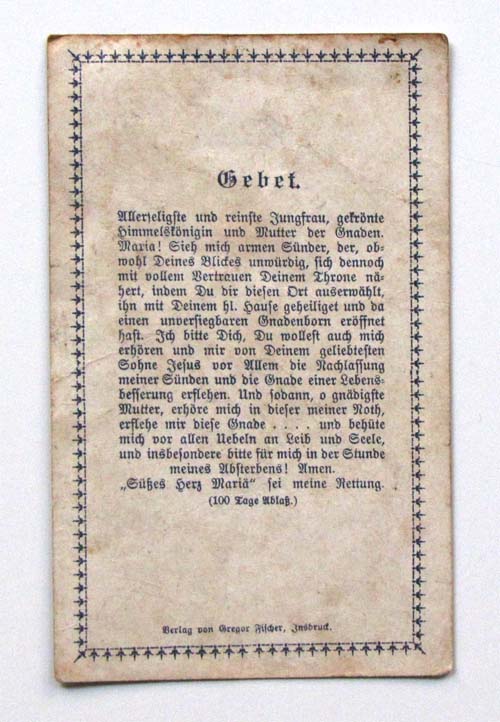 Gebet.
Allerseligste und reinste Jungfrau, gekrönte
Himmelskönigin und Mutter der Gnaden.
Maria! Sieh mich armen Sünder, der, ob-
wohl Deines Blickes unwürdig, sich dennoch
mit vollem Vertreuen Deinem Throne nä-
hert, indem Du dir diesen Ort auserwählt,
ihn mit Deinem hl. Hause geheiliget und da
einen unversiegbaren Gnadenborn eröffnet
hast. Ich bitte Dich, Du wollest auch mich
erhören und mir von Deinem geliebtesten
Sohne Jesus vor Allem die Nachlassung
meiner Sünden und die Gnade einer Lebens-
besserung erflehen. Und sodann, o gnädigste
Mutter, erhöre mich in dieser meiner Noth,
erflehe mir diese Gnade . . . . und behüte
mich vor allen Uebeln an Leib und Seele,
und insbesondere bitte für mich in der Stunde
meines Absterbens! Amen.
„Süßes Herz Mariä“ sei meine Rettung.
(100 Tage Ablaß.)
Verlag von Gregor Fischer, Innsbruck.